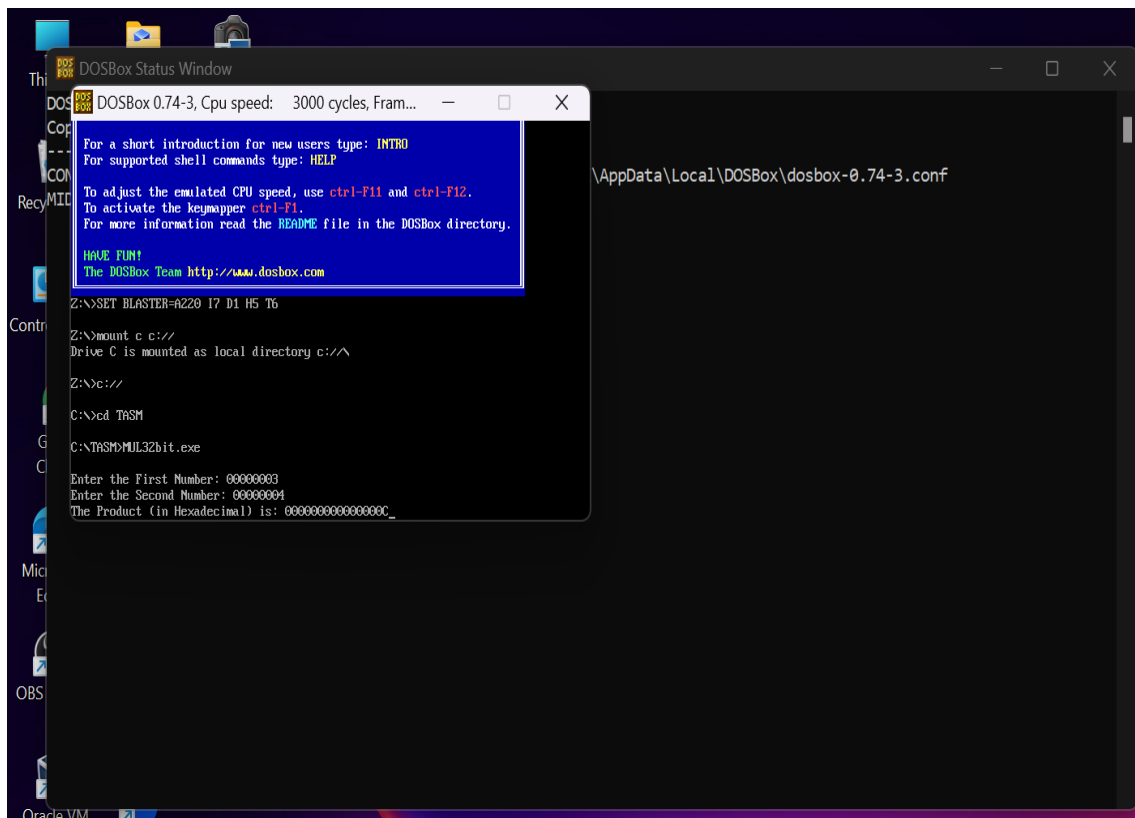 DOSBox Status Window
DOSBox 0.74-3, Cpu speed: 3000 cycles, Fram...
For a short introduction for new users type: INTRO
For supported shell commands type: HELP
To adjust the emulated CPU speed, use ctrl-F11 and ctrl-F12.
To activate the keymapper ctrl-F1.
For more information read the README file in the DOSBox directory.
HAVE FUN!
The DOSBox Team http://www.dosbox.com
Z:\>SET BLASTER=A220 I7 D1 H5 T6
Z:\>mount c c://
Drive C is mounted as local directory c://\
Z:\>c://
C:\>cd TASM
C:\TASM>MUL32bit.exe
Enter the First Number: 00000003
Enter the Second Number: 00000004
The Product (in Hexadecimal) is: 000000000000000C_
\AppData\Local\DOSBox\dosbox-0.74-3.conf
OBS
Oracle VM